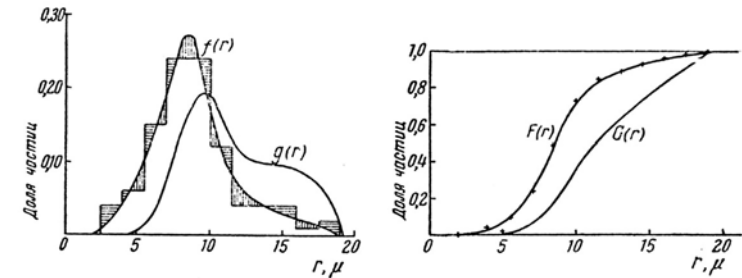 0,30
0,20
0,10
Доля частиц
f(r)
g(r)
0 5 10 15 20
r, μ
1,0
0,8
0,6
0,4
0,2
Доля частиц
F(r)
G(r)
0 5 10 15 20
r, μ